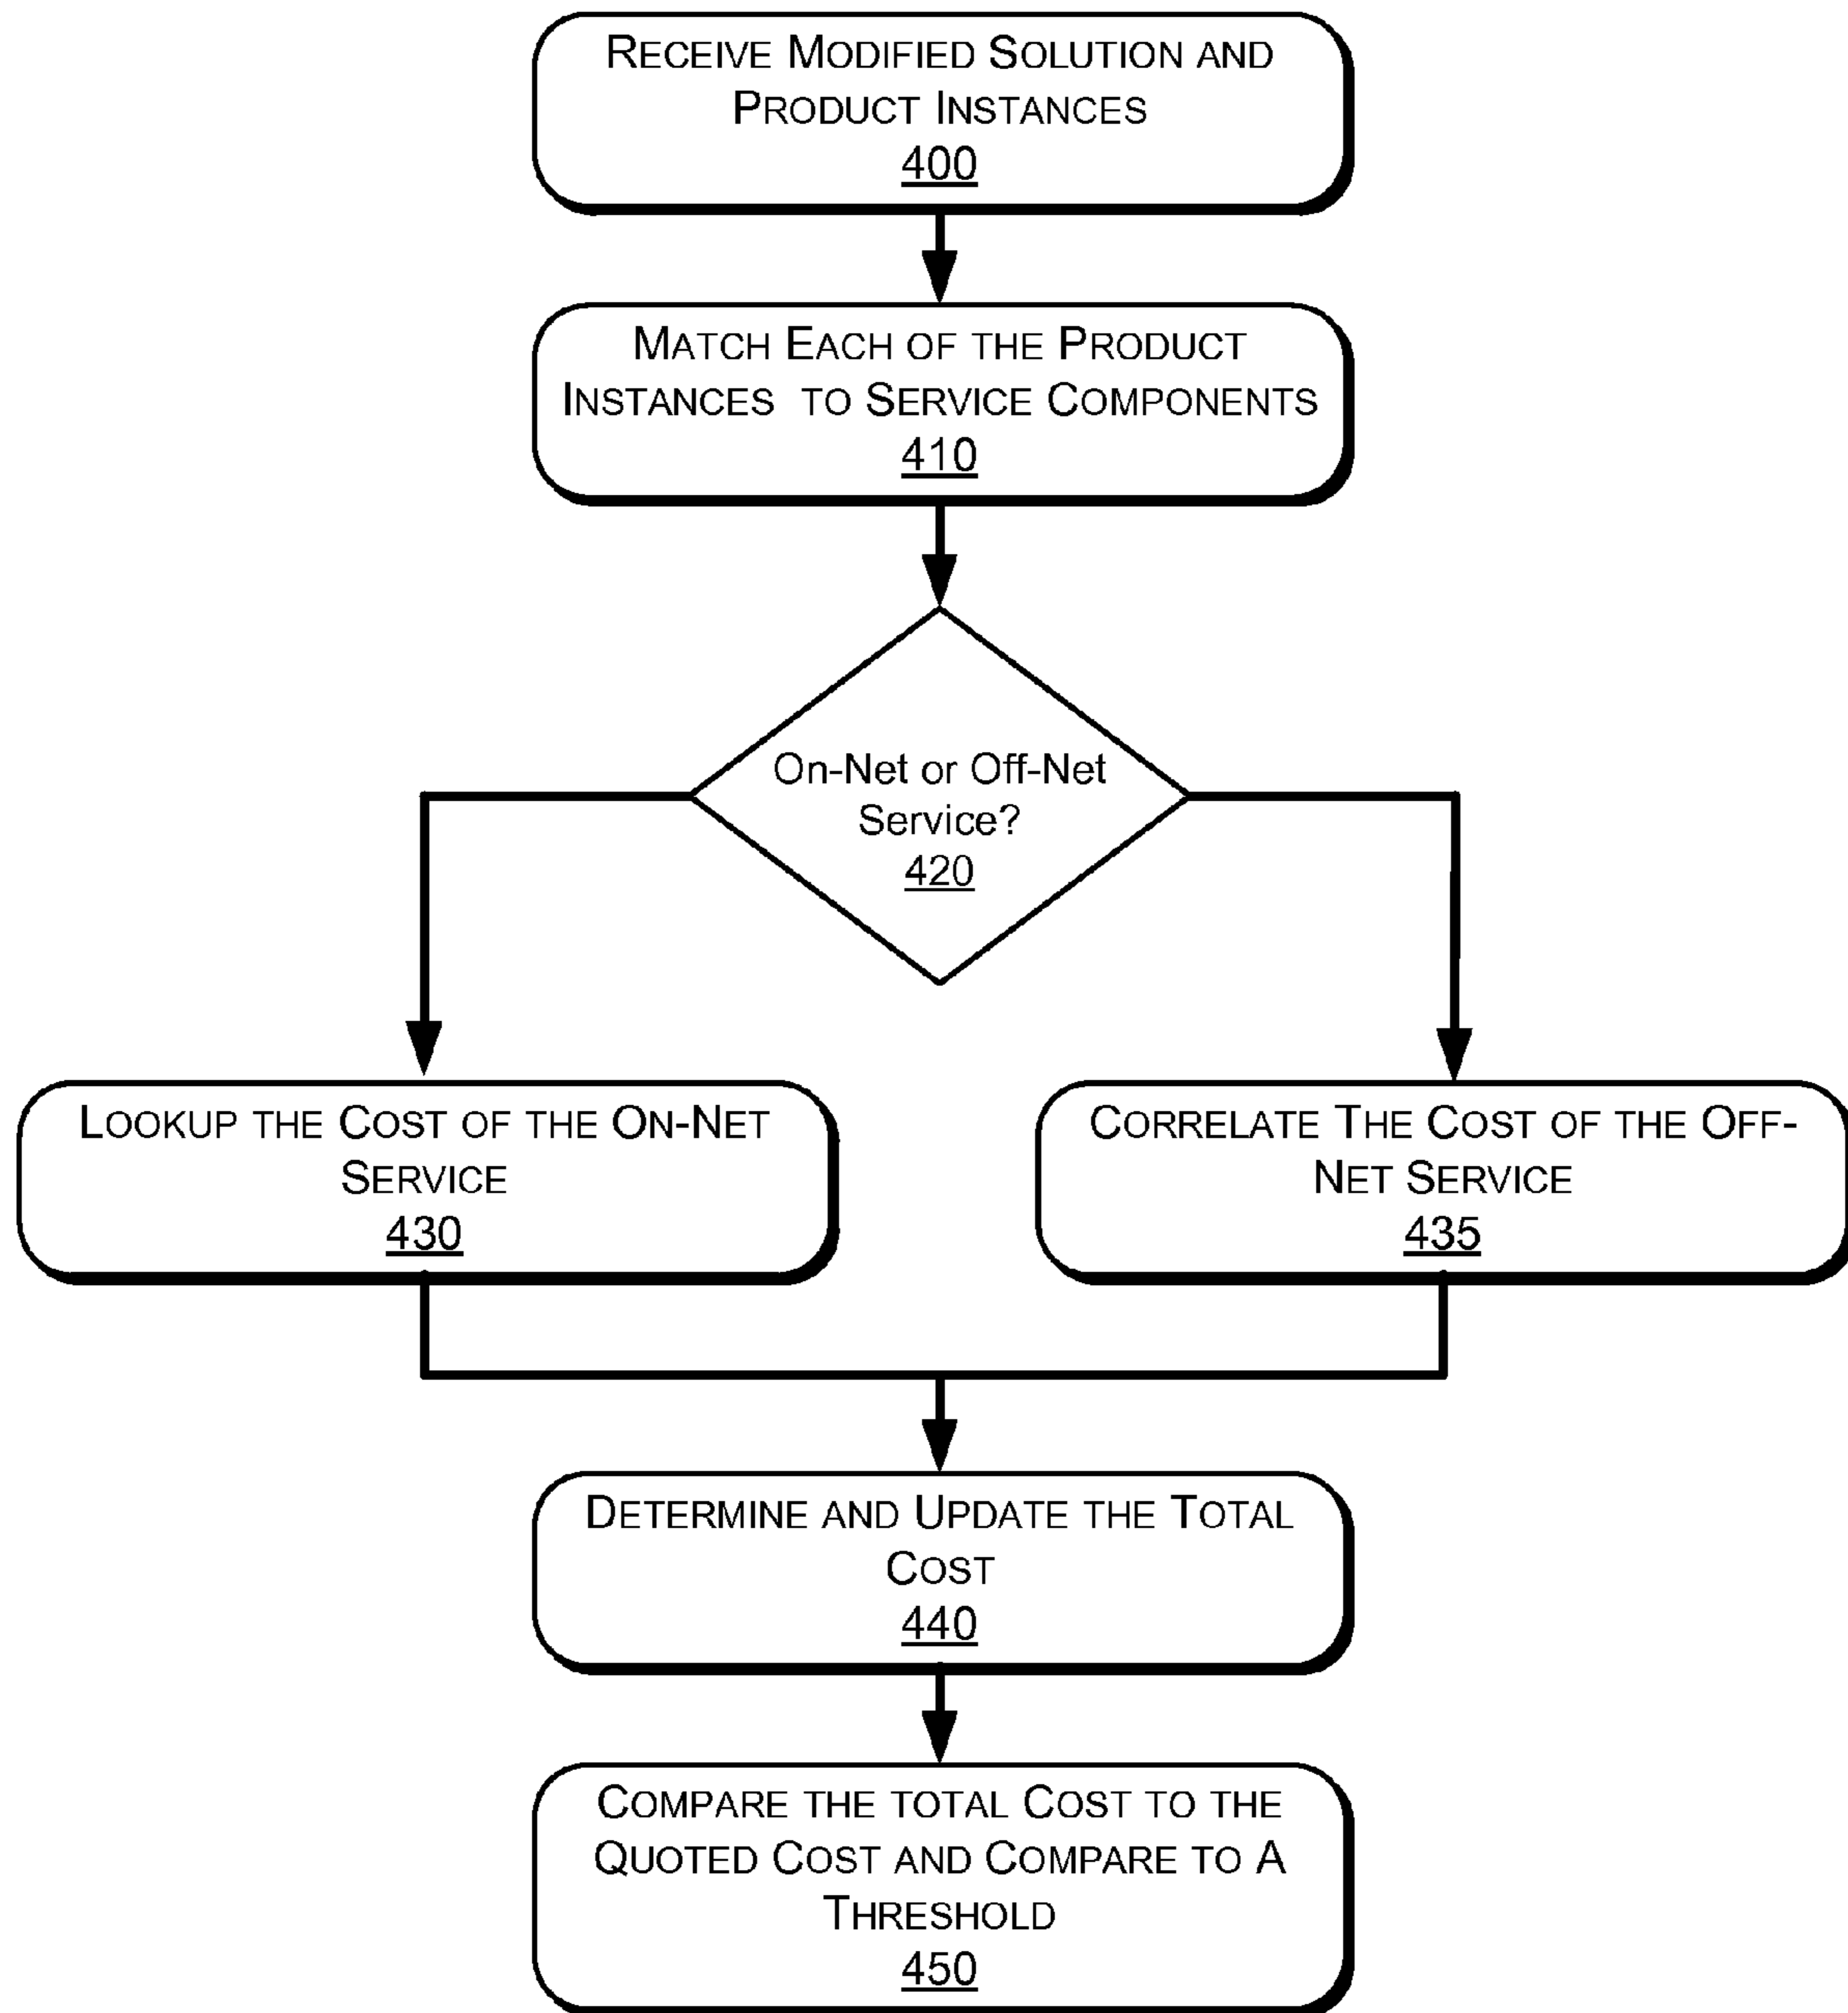 RECEIVE MODIFIED SOLUTION AND
PRODUCT INSTANCES
400
MATCH EACH OF THE PRODUCT
INSTANCES TO SERVICE COMPONENTS
410
On-Net or Off-Net
Service?
420
LOOKUP THE COST OF THE ON-NET
SERVICE
430
CORRELATE THE COST OF THE OFF-
NET SERVICE
435
DETERMINE AND UPDATE THE TOTAL
COST
440
COMPARE THE TOTAL COST TO THE
QUOTED COST AND COMPARE TO A
THRESHOLD
450